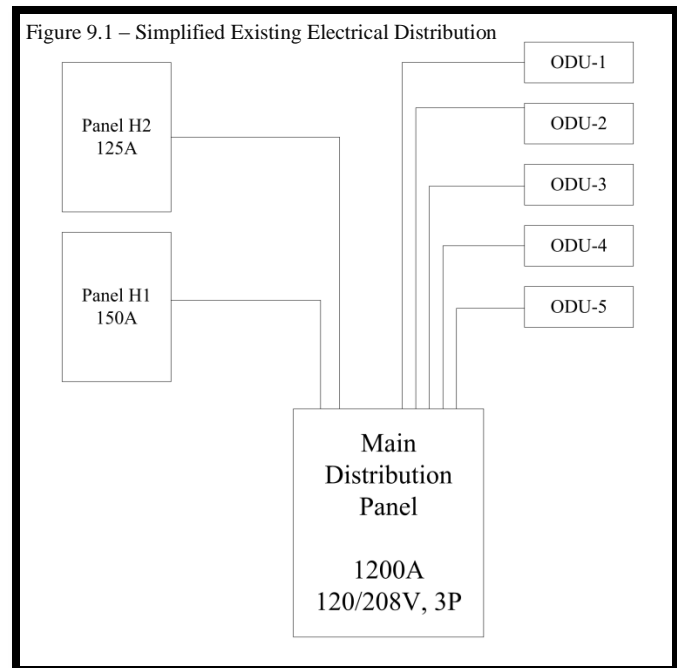 Figure 9.1 – Simplified Existing Electrical Distribution
ODU-1
Panel H2
125A
ODU-2
ODU-3
ODU-4
Panel H1
150A
ODU-5
Main
Distribution
Panel
1200A
120/208V, 3P